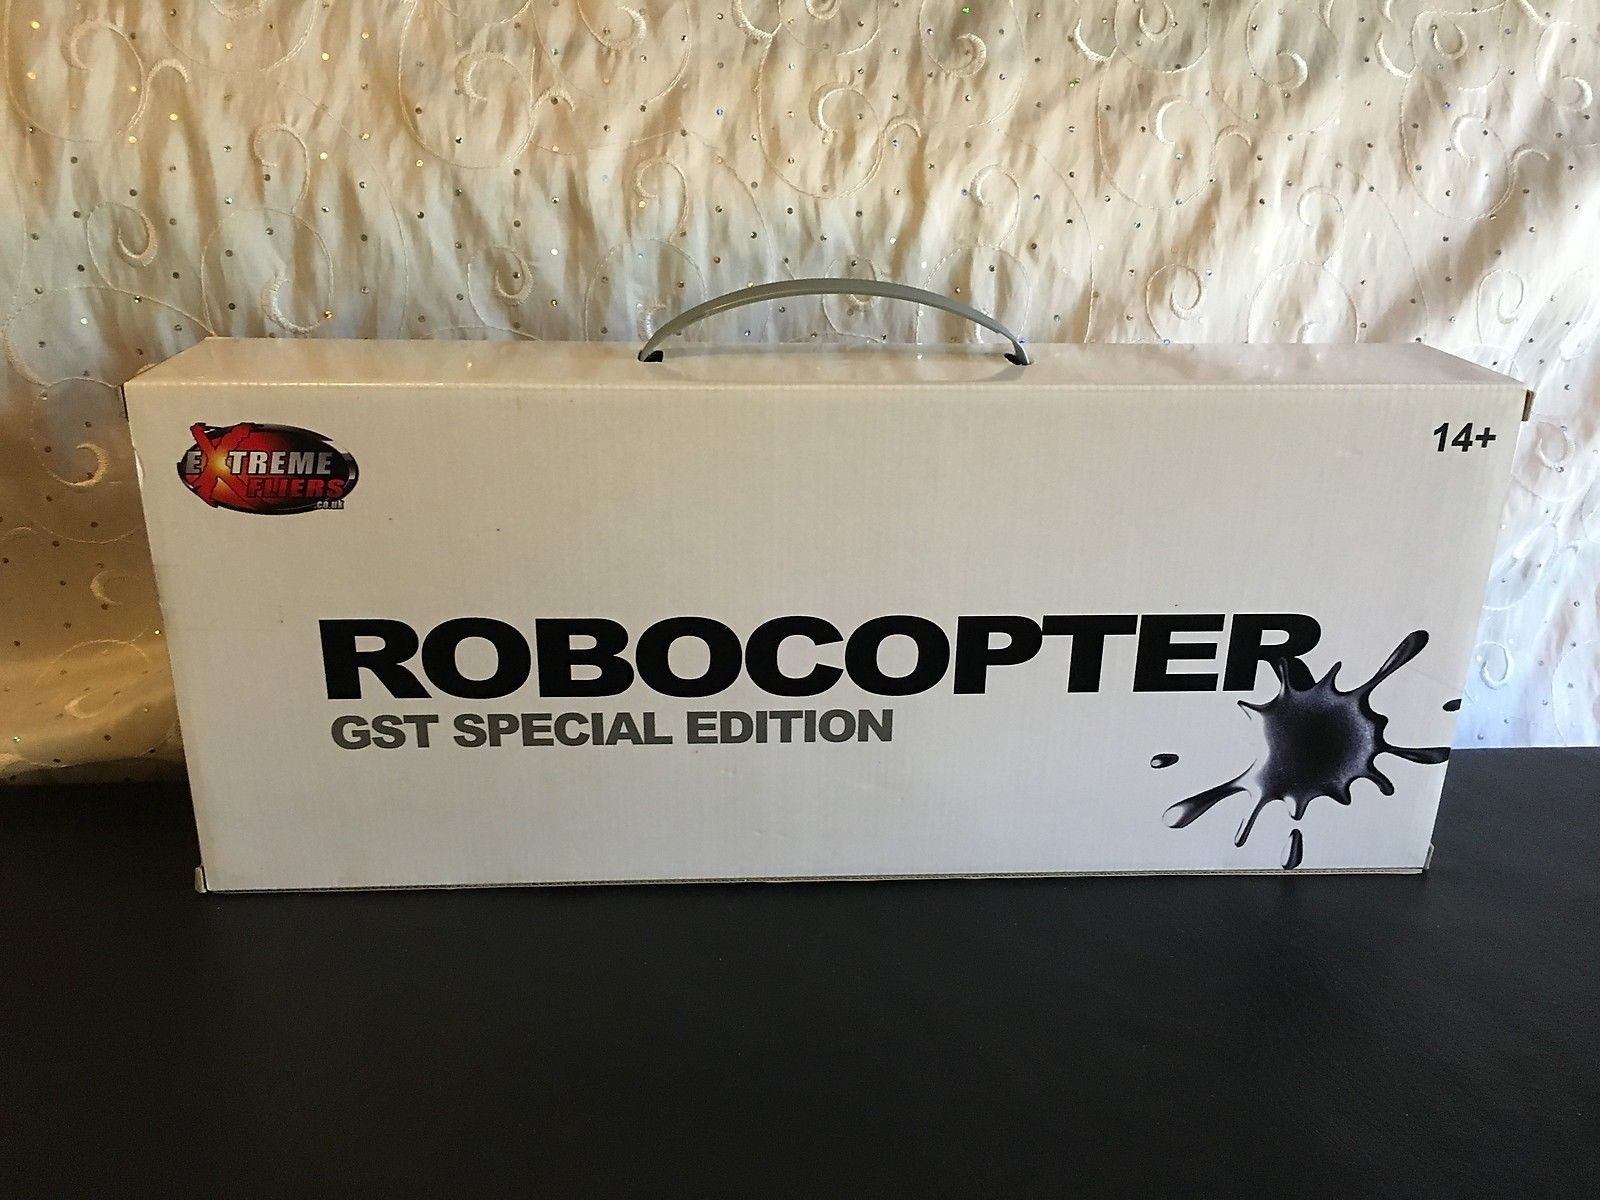 EXTREME
FLIERS
.co.uk
14+
ROBOCOPTER
GST SPECIAL EDITION